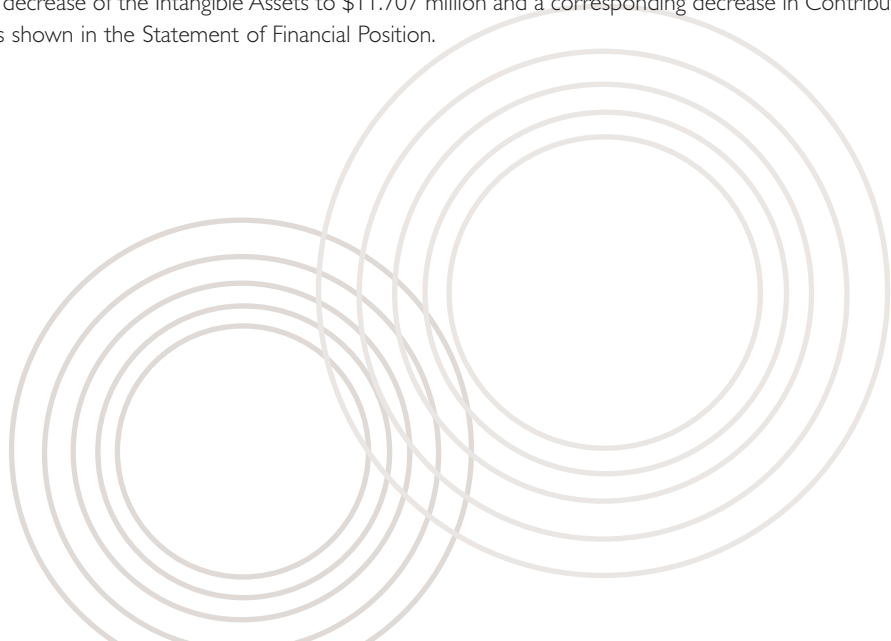 decrease of the Intangible Assets to $11.707 million and a corresponding decrease in
s shown in the Statement of Financial Position.